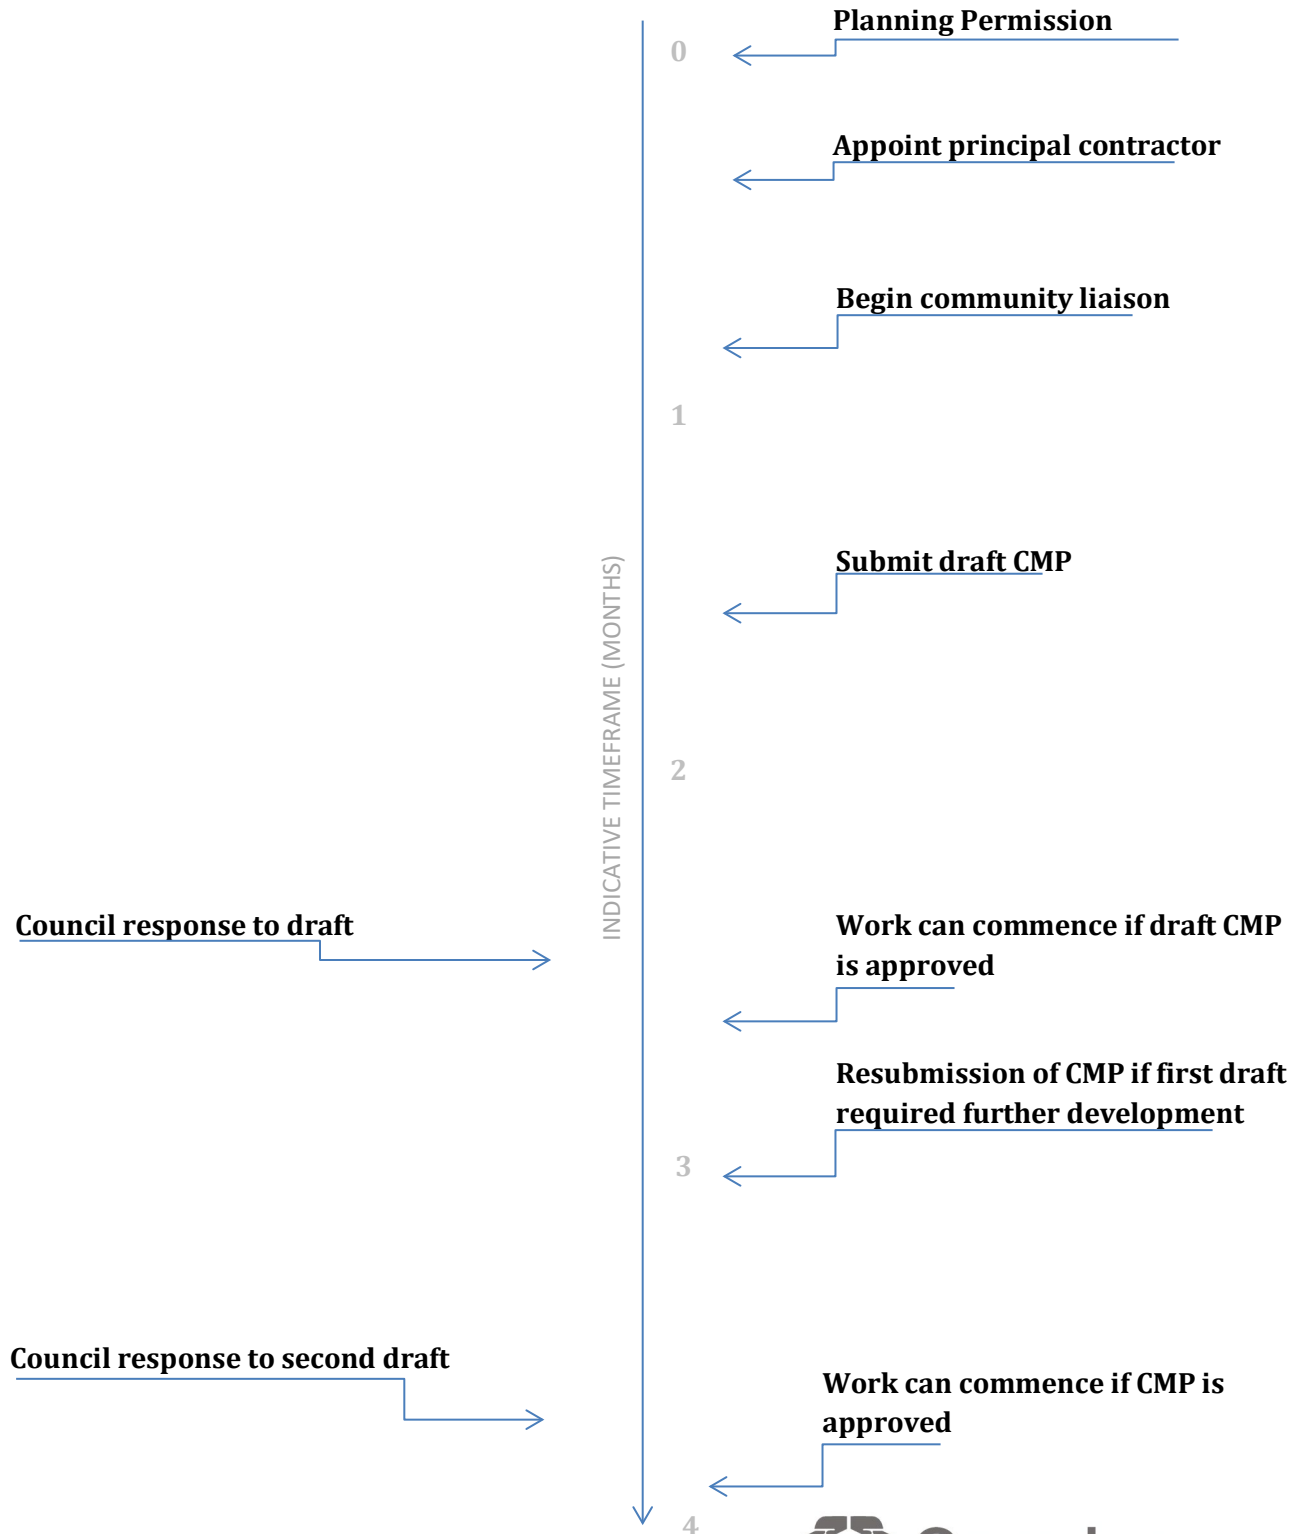 Planning Permission
0
Appoint principal contractor
Begin community liaison
1
Submit draft CMP
INDICATIVE TIMEFRAME (MONTHS)
2
Council response to draft
Work can commence if draft CMP
is approved
Resubmission of CMP if first draft
required further development
3
Council response to second draft
Work can commence if CMP is
approved
4